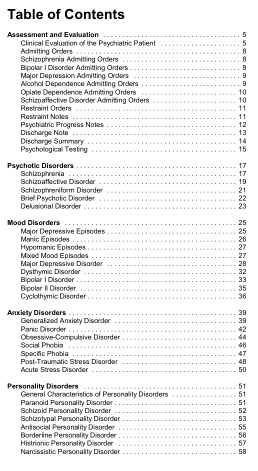 Table of Contents
Assessment and Evaluation . . . . . . . . . . . . . . . . . . . . 5
Clinical Evaluation of the Psychiatric Patient . . . . . . . . . . 5
Admitting Orders . . . . . . . . . . . . . . . . . . . . 8
Schizophrenia Admitting Orders . . . . . . . . . . . . . . . 8
Bipolar I Disorder Admitting Orders . . . . . . . . . . . . . . . 8
Major Depression Admitting Orders . . . . . . . . . . . . . . . 9
Alcohol Dependence Admitting Orders . . . . . . . . . . . . . . . 9
Opiate Dependence Admitting Orders . . . . . . . . . . . . . . . 10
Schizoaffective Disorder Admitting Orders . . . . . . . . . . 10
Restraint Orders . . . . . . . . . . . . . . . . . . . . 11
Restraint Notes . . . . . . . . . . . . . . . . . . . . 11
Psychiatric Progress Notes . . . . . . . . . . . . . . . 12
Discharge Note . . . . . . . . . . . . . . . . . . . . 13
Discharge Summary . . . . . . . . . . . . . . . . . . . . 14
Psychological Testing . . . . . . . . . . . . . . . . . . . . 15
Psychotic Disorders . . . . . . . . . . . . . . . . . . . . 17
Schizophrenia . . . . . . . . . . . . . . . . . . . . 17
Schizoaffective Disorder . . . . . . . . . . . . . . . . . . . . 19
Schizophreniform Disorder . . . . . . . . . . . . . . . . . . . . 21
Brief Psychotic Disorder . . . . . . . . . . . . . . . . . . . . 22
Delusional Disorder . . . . . . . . . . . . . . . . . . . . 23
Mood Disorders . . . . . . . . . . . . . . . . . . . . 25
Major Depressive Episodes . . . . . . . . . . . . . . . . . . . . 25
Manic Episodes . . . . . . . . . . . . . . . . . . . . 26
Hypomanic Episodes . . . . . . . . . . . . . . . . . . . . 27
Mixed Mood Episodes . . . . . . . . . . . . . . . . . . . . 27
Major Depressive Disorder . . . . . . . . . . . . . . . . . . . . 28
Dysthymic Disorder . . . . . . . . . . . . . . . . . . . . 32
Bipolar I Disorder . . . . . . . . . . . . . . . . . . . . 33
Bipolar II Disorder . . . . . . . . . . . . . . . . . . . . 35
Cyclothymic Disorder . . . . . . . . . . . . . . . . . . . . 36
Anxiety Disorders . . . . . . . . . . . . . . . . . . . . 39
Generalized Anxiety Disorder . . . . . . . . . . . . . . . . . . . . 39
Panic Disorder . . . . . . . . . . . . . . . . . . . . 42
Obsessive-Compulsive Disorder . . . . . . . . . . . . . . . 44
Social Phobia . . . . . . . . . . . . . . . . . . . . 46
Specific Phobia . . . . . . . . . . . . . . . . . . . . 47
Post-Traumatic Stress Disorder . . . . . . . . . . . . . . . 48
Acute Stress Disorder . . . . . . . . . . . . . . . . . . . . 50
Personality Disorders . . . . . . . . . . . . . . . . . . . . 51
General Characteristics of Personality Disorders . . . . . . . . . . 51
Paranoid Personality Disorder . . . . . . . . . . . . . . . 51
Schizoid Personality Disorder . . . . . . . . . . . . . . . 52
Schizotypal Personality Disorder . . . . . . . . . . . . . . . 53
Antisocial Personality Disorder . . . . . . . . . . . . . . . 55
Borderline Personality Disorder . . . . . . . . . . . . . . . 56
Histrionic Personality Disorder . . . . . . . . . . . . . . . 57
Narcissistic Personality Disorder . . . . . . . . . . . . . . . 58